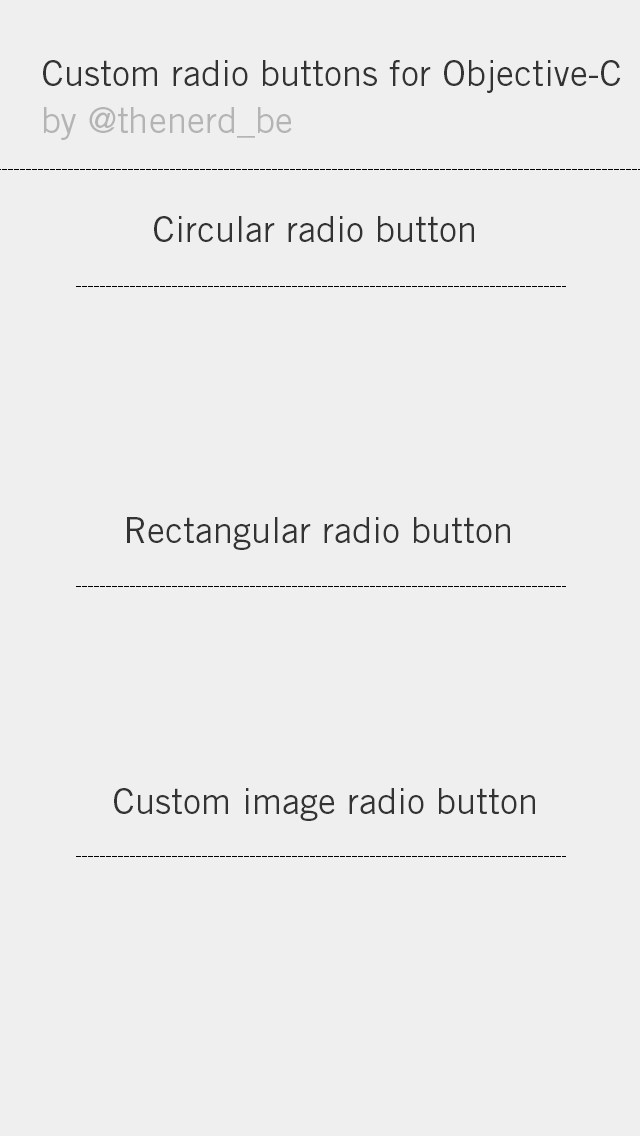 Custom radio buttons for Objective-C
by @thenerd_be
Circular radio button
Rectangular radio button
Custom image radio button